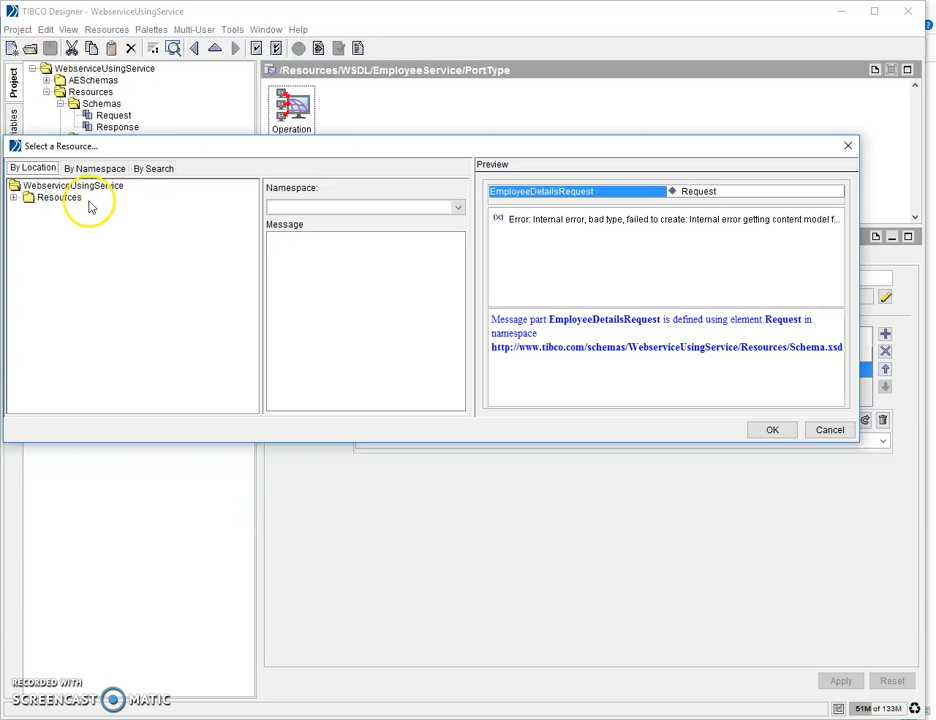 TIBCO Designer - WebserviceUsingService
Project Edit View Resources Palettes Multi-User Tools Window Help
Project
WebserviceUsingService
AESchemas
Resources
Schemas
Request
Response
/Resources/WSDL/EmployeeService/PortType
Operation
Select a Resource...
By Location By Namespace By Search
WebserviceUsingService
Resources
Namespace:
Message
Preview
EmployeeDetailsRequest Request
Error: Internal error, bad type, failed to create: Internal error getting content model f...
Message part EmployeeDetailsRequest is defined using element Request in
namespace
http://www.tibco.com/schemas/WebserviceUsingService/Resources/Schema.xsd
OK Cancel
Apply Reset
RECORDED WITH
SCREENCAST MATIC
51M of 133M